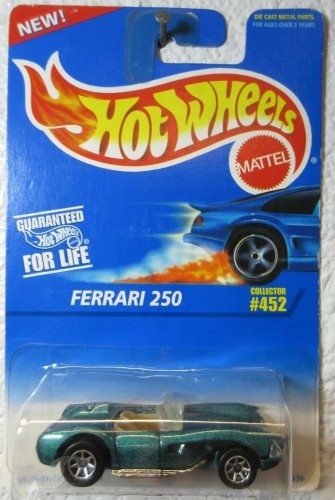 NEW!
DIE CAST METAL PARTS.
FOR AGES OVER 3 YEARS.
HOT WHEELS
MATTEL
GUARANTEED
Hot Wheels
FOR LIFE
FERRARI 250
COLLECTOR
#452